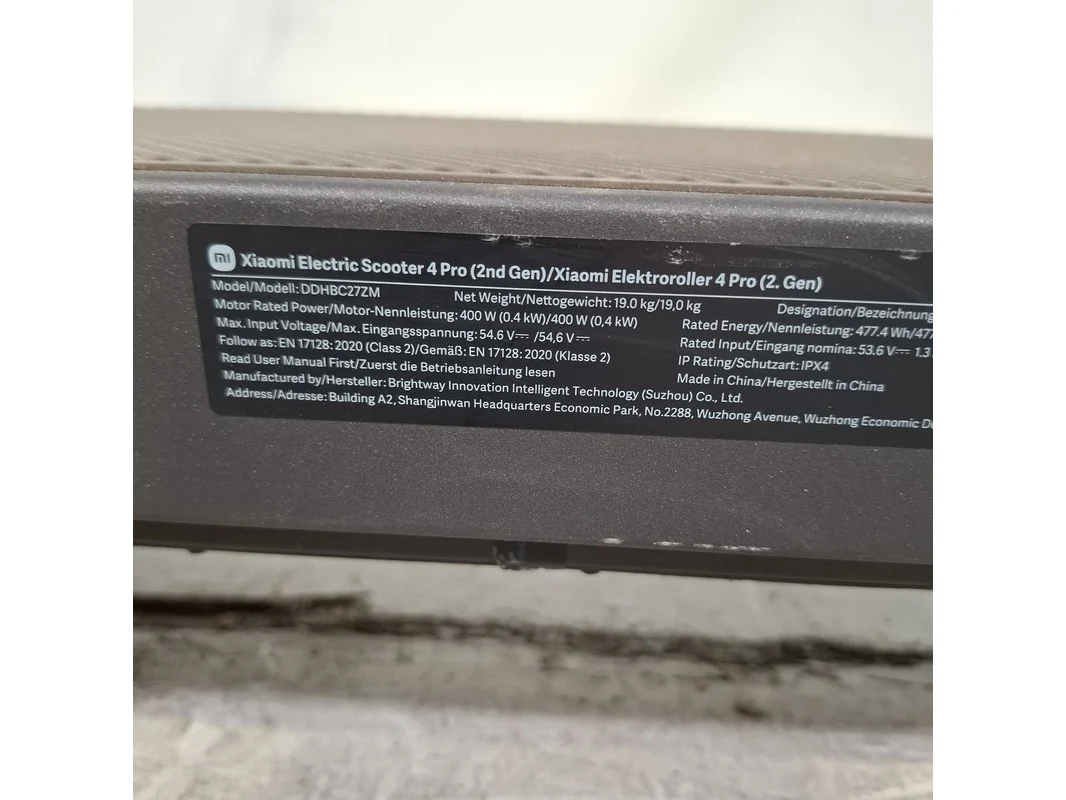 mi Xiaomi Electric Scooter 4 Pro (2nd Gen)/Xiaomi Elektroroller 4 Pro (2. Gen)
Model/Modell: DDHBC27ZM Net Weight/Nettogewicht: 19.0 kg/19,0 kg Designation/Bezeichnung
Motor Rated Power/Motor-Nennleistung: 400 W (0.4 kW)/400 W (0,4 kW) Rated Energy/Nennleistung: 477.4 Wh/477
Max. Input Voltage/Max. Eingangsspannung: 54.6 V⎓ /54,6 V⎓ Rated Input/Eingang nomina: 53.6 V⎓ 1.3
Follow as: EN 17128: 2020 (Class 2)/Gemäß: EN 17128: 2020 (Klasse 2) IP Rating/Schutzart: IPX4
Read User Manual First/Zuerst die Betriebsanleitung lesen Made in China/Hergestellt in China
Manufactured by/Hersteller: Brightway Innovation Intelligent Technology (Suzhou) Co., Ltd.
Address/Adresse: Building A2, Shangjinwan Headquarters Economic Park, No.2288, Wuzhong Avenue, Wuzhong Economic